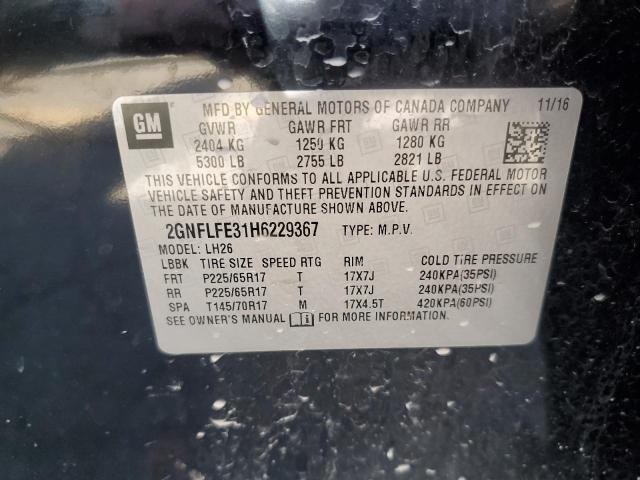 GM MFD BY GENERAL MOTORS OF CANADA COMPANY 11/16
GVWR GAWR FRT GAWR RR
2404 KG 1250 KG 1280 KG
5300 LB 2755 LB 2821 LB
THIS VEHICLE CONFORMS TO ALL APPLICABLE U.S. FEDERAL MOTOR
VEHICLE SAFETY AND THEFT PREVENTION STANDARDS IN EFFECT ON
THE DATE OF MANUFACTURE SHOWN ABOVE.
2GNFLFE31H6229367 TYPE: M.P.V.
MODEL: LH26
LBBK TIRE SIZE SPEED RTG RIM COLD TIRE PRESSURE
FRT P225/65R17 T 17X7J 240KPA(35PSI)
RR P225/65R17 T 17X7J 240KPA(35PSI)
SPA T145/70R17 M 17X4.5T 420KPA(60PSI)
SEE OWNER'S MANUAL FOR MORE INFORMATION.